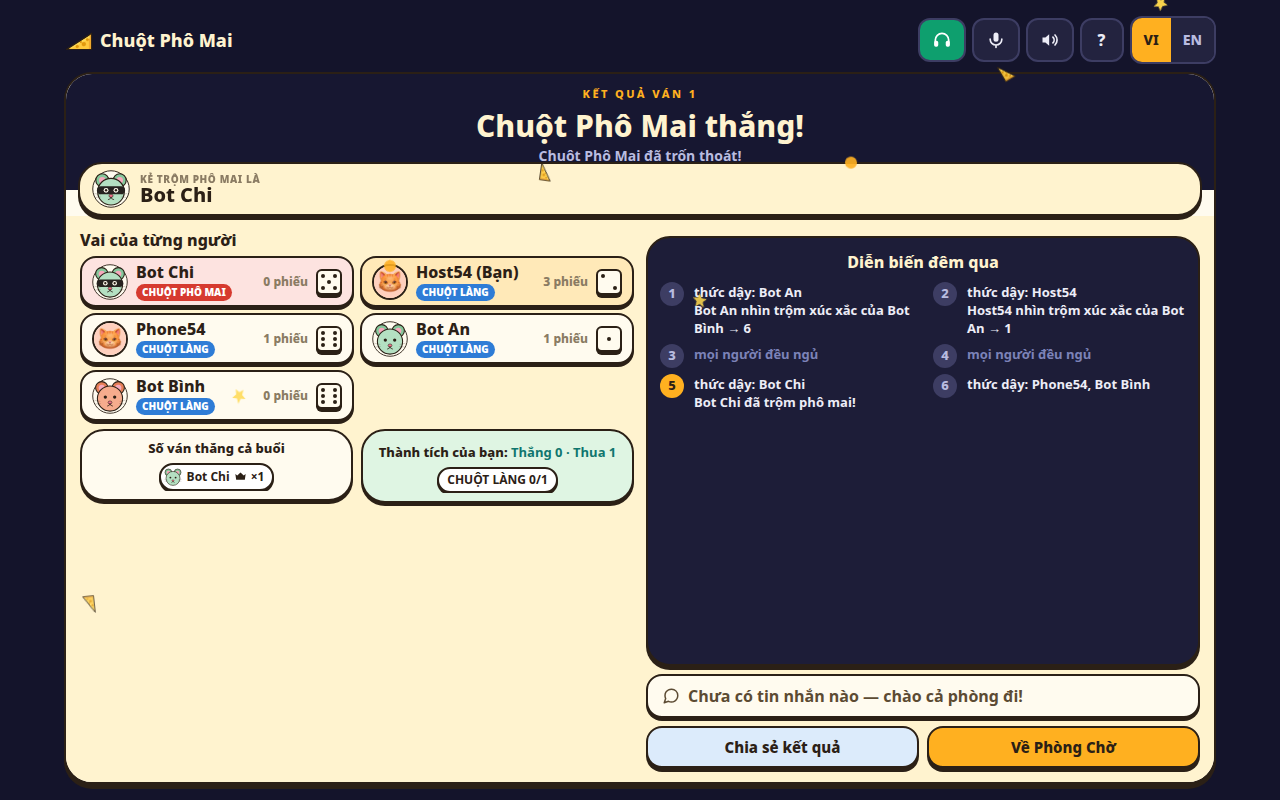 Chuột Phô Mai
?
VI
EN
KẾT QUẢ VÁN 1
Chuột Phô Mai thắng!
Chuột Phô Mai đã trốn thoát!
KẺ TRỘM PHÔ MAI LÀ
Bot Chi
Vai của từng người
Bot Chi
CHUỘT PHÔ MAI
0 phiếu
Host54 (Bạn)
CHUỘT LÀNG
3 phiếu
Phone54
CHUỘT LÀNG
1 phiếu
Bot An
CHUỘT LÀNG
1 phiếu
Bot Bình
CHUỘT LÀNG
0 phiếu
Số ván thắng cả buổi
Bot Chi ×1
Thành tích của bạn: Thắng 0 · Thua 1
CHUỘT LÀNG 0/1
Diễn biến đêm qua
1
thức dậy: Bot An
Bot An nhìn trộm xúc xắc của Bot
Bình → 6
2
thức dậy: Host54
Host54 nhìn trộm xúc xắc của Bot
An → 1
3
mọi người đều ngủ
4
mọi người đều ngủ
5
thức dậy: Bot Chi
Bot Chi đã trộm phô mai!
6
thức dậy: Phone54, Bot Bình
Chưa có tin nhắn nào — chào cả phòng đi!
Chia sẻ kết quả
Về Phòng Chờ